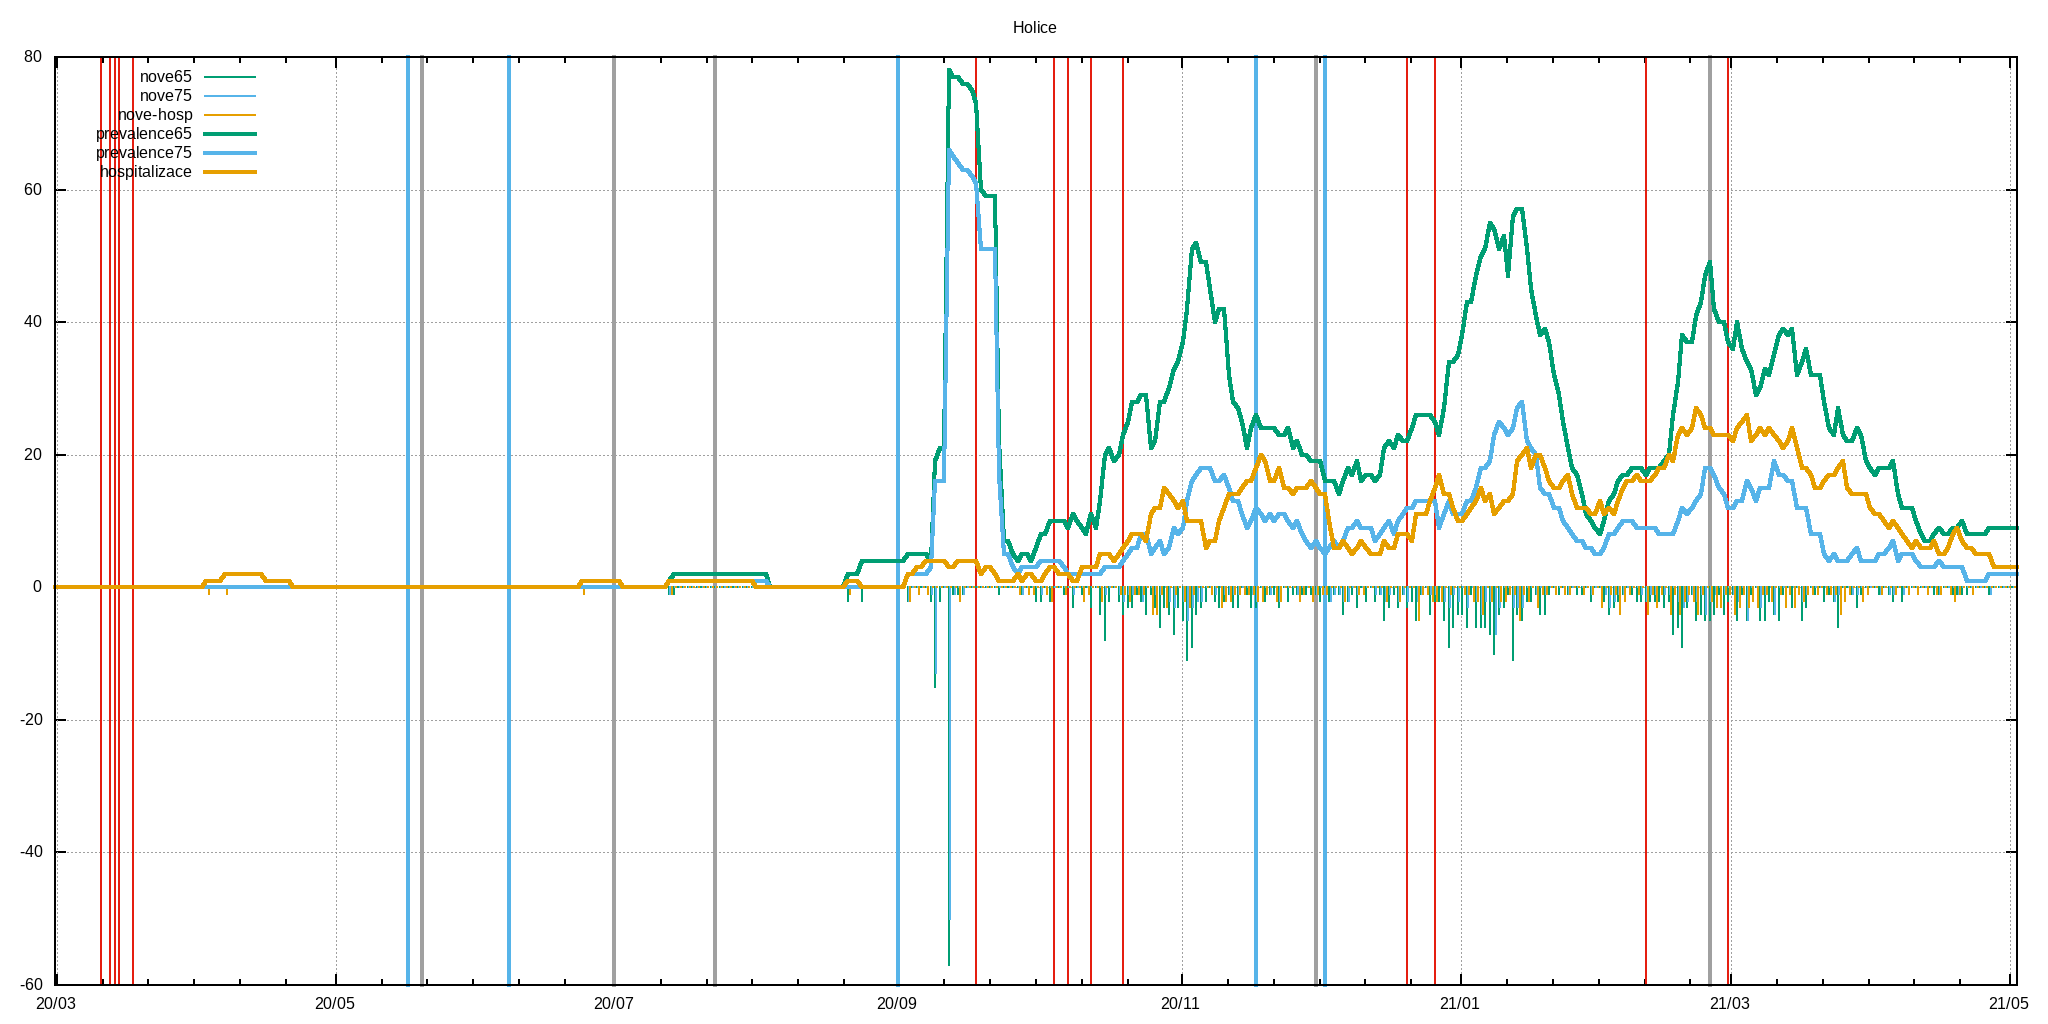 Holice
80
nove65
nove75
nove-hosp
prevalence65
prevalence75
hospitalizace
60
40
20
0
-20
-40
-60
20/03 20/05 20/07 20/09 20/11 21/01 21/03 21/05